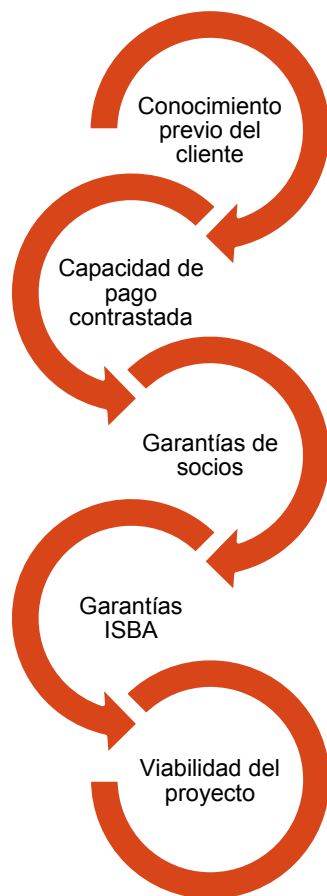 Conocimiento
previo del
cliente
Capacidad de
pago
contrastada
Garantías de
socios
Garantías
ISBA
Viabilidad del
proyecto